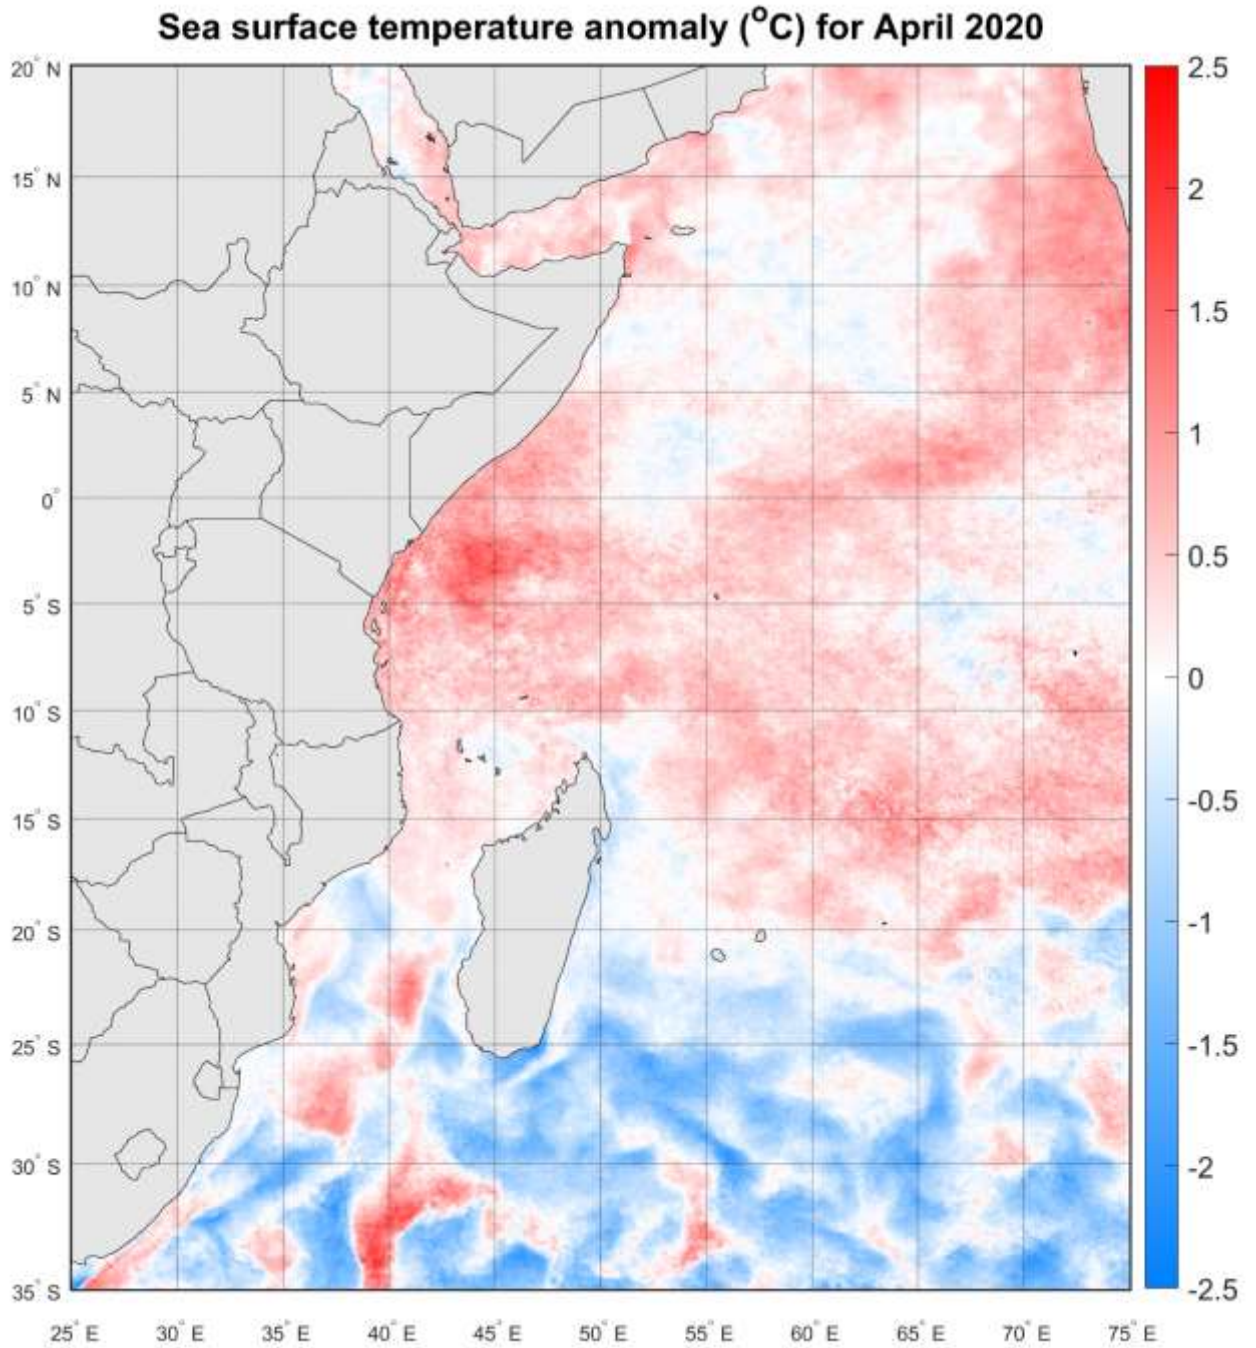 Sea surface temperature anomaly (°C) for April 2020
20° N
15° N
10° N
5° N
0°
5° S
10° S
15° S
20° S
25° S
30° S
35° S
25° E
30° E
35° E
40° E
45° E
50° E
55° E
60° E
65° E
70° E
75° E
2.5
2
1.5
1
0.5
0
-0.5
-1
-1.5
-2
-2.5